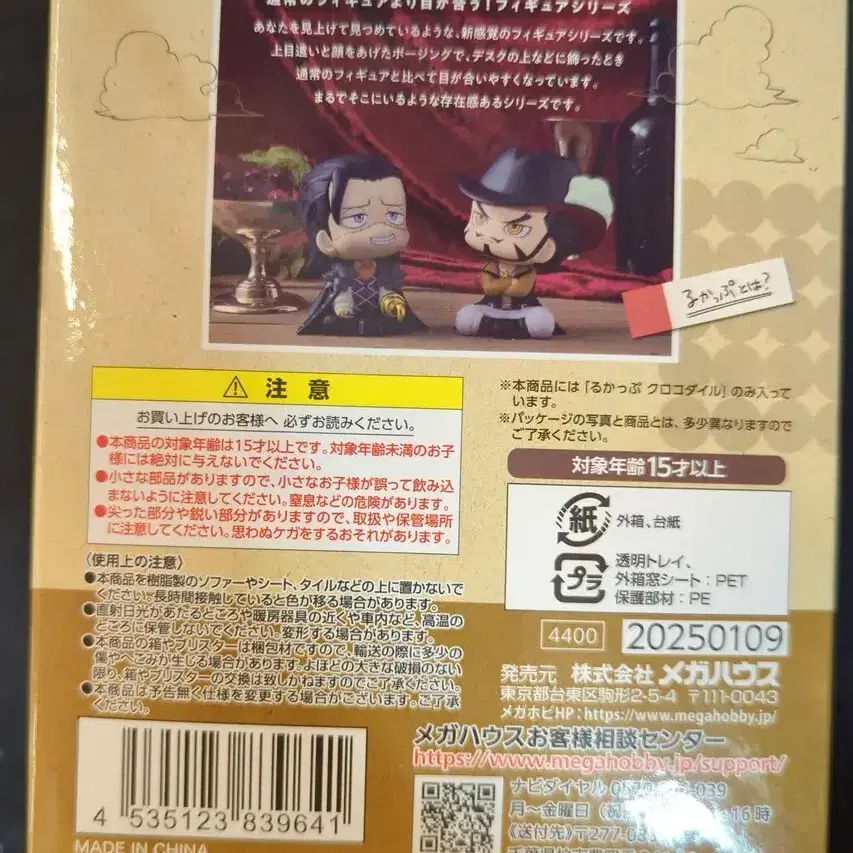 通常のフィギュアより目が合う!フィギュアシリーズ
あなたを見上げて見つめているような、新感覚のフィギュアシリーズです。
上目遣いと顔をあげたポージングで、デスクの上などに飾ったとき
通常のフィギュアと比べて目が合いやすくなっています。
まるでそこにいるような存在感あるシリーズです。
るかっぷとは?
⚠ 注意
お買い上げのお客様へ 必ずお読みください。
●本商品の対象年齢は15才以上です。対象年齢未満のお子
様には絶対に与えないでください。
●小さな部品がありますので、小さなお子様が誤って飲み込
まないように注意してください。窒息などの危険があります。
●尖った部分や鋭い部分がありますので、取扱や保管場所
に注意してください。思わぬケガをするおそれがあります。
〈使用上の注意〉
●本商品を樹脂製のソファーやシート、タイルなどの上に置かないで
ください。長時間接触していると色が移る場合があります。
●直射日光があたるところや暖房器具の近くや車内など、高温の
ところに保管しないでください。変形する場合があります。
●本商品の箱やブリスターは梱包材ですので、輸送の際に多少の
傷やへこみが生じる場合があります。よほどの大きな破損のない
限り、箱やブリスターの交換は致しかねますのでご了承ください。
●本商品は予告無く仕様を変更する場合がございます。ご了承
ください。
※本商品には「るかっぷ クロコダイル」のみ入って
います。
※パッケージの写真と商品とは、多少異なりますので
ご了承ください。
対象年齢15才以上
紙
外箱、台紙
プラ
透明トレイ、
外箱窓シート:PET
保護部材:PE
4400
20250109
発売元 株式会社 メガハウス
東京都台東区駒形2-5-4 〒111-0043
メガホビHP:https://www.megahobby.jp/
メガハウスお客様相談センター
https://www.megahobby.jp/support/
ナビダイヤル
月~金曜日
16時
《送付先》〒277-
4 535123 839641
MADE IN CHINA